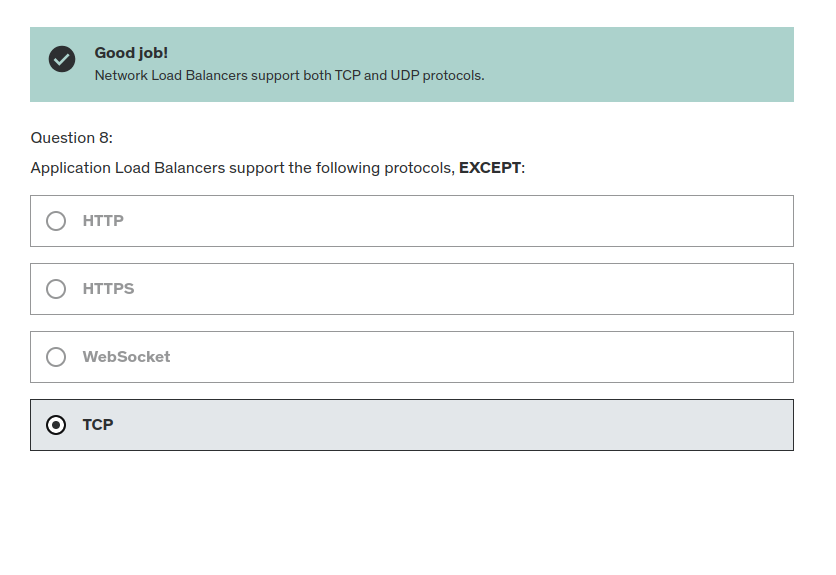 Good job!
Network Load Balancers support both TCP and UDP protocols.
Question 8:
Application Load Balancers support the following protocols, EXCEPT:
HTTP
HTTPS
WebSocket
TCP